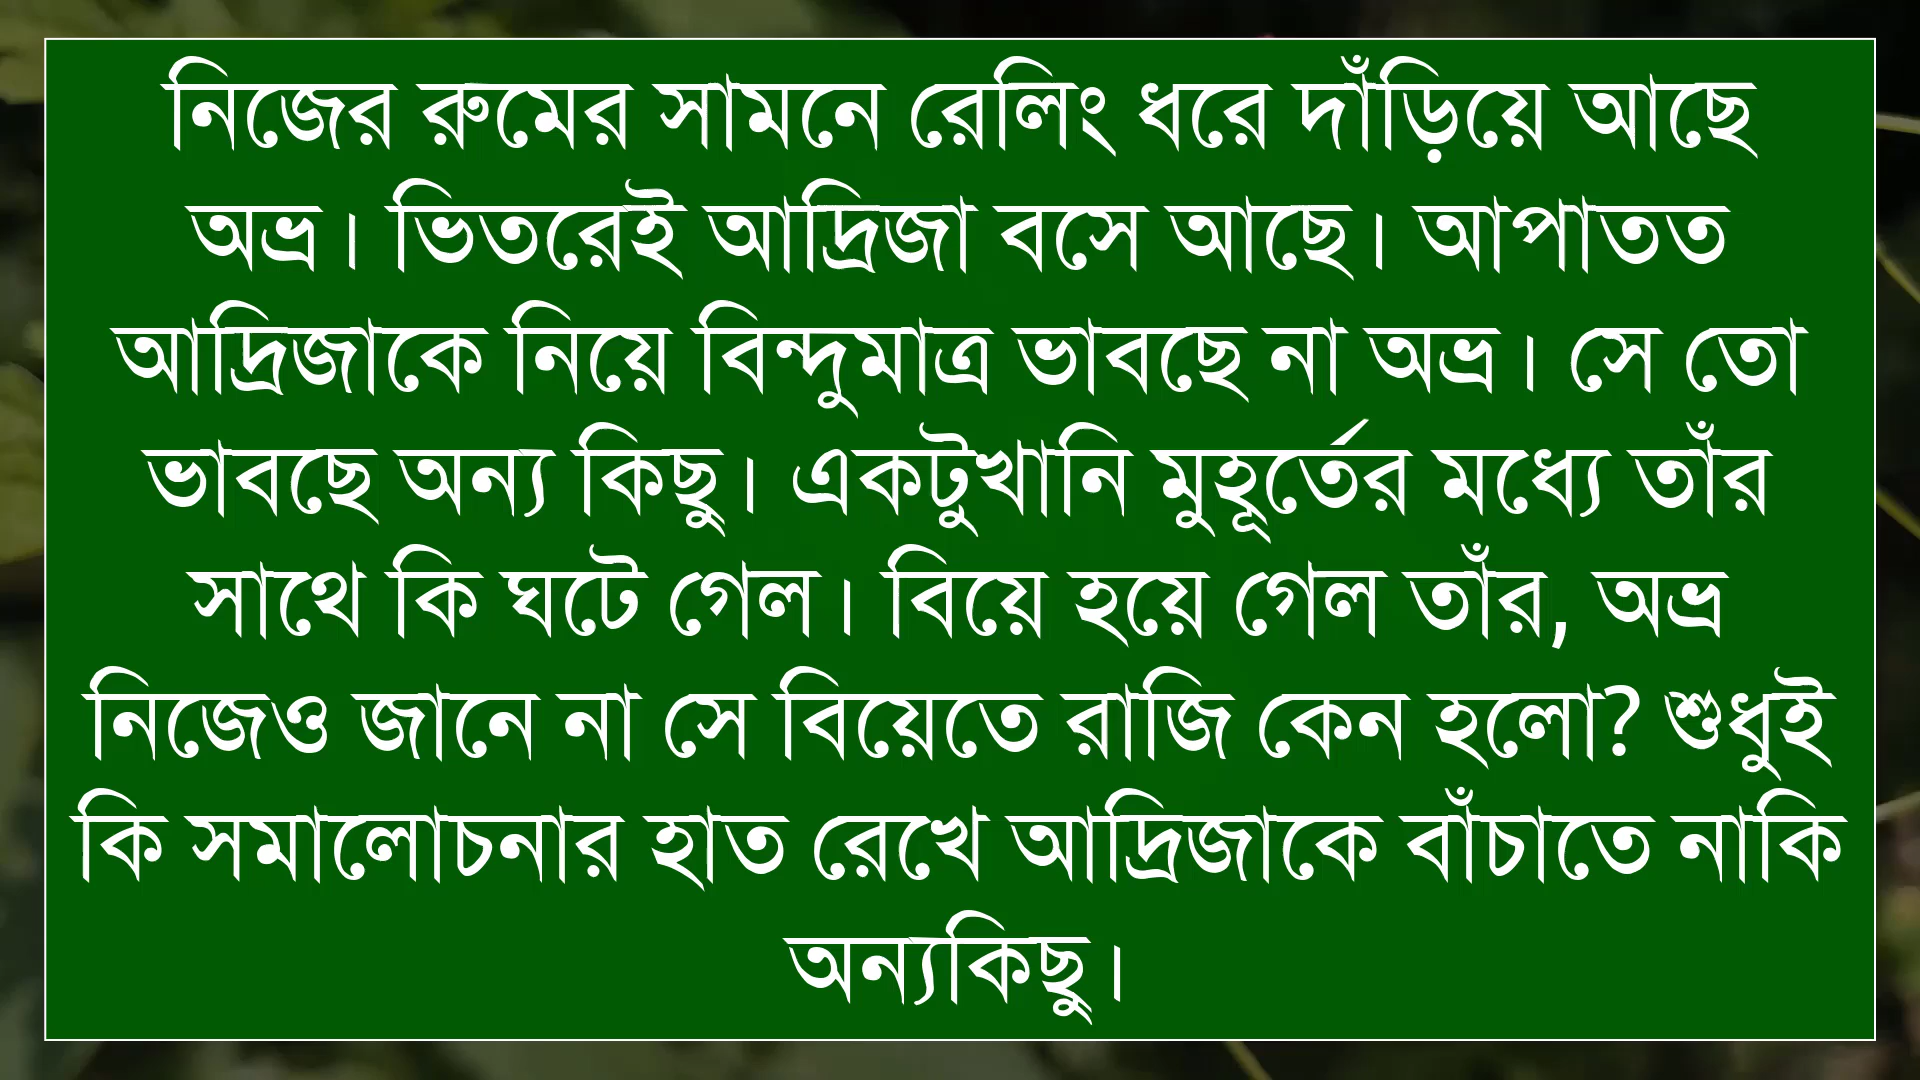 নিজের রুমের সামনে রেলিং ধরে দাঁড়িয়ে আছে
অভ্র। ভিতরেই আদ্রিজা বসে আছে। আপাতত
আদ্রিজাকে নিয়ে বিন্দুমাত্র ভাবছে না অভ্র। সে তো
ভাবছে অন্য কিছু। একটুখানি মুহূর্তের মধ্যে তাঁর
সাথে কি ঘটে গেল। বিয়ে হয়ে গেল তাঁর, অভ্র
নিজেও জানে না সে বিয়েতে রাজি কেন হলো? শুধুই
কি সমালোচনার হাত রেখে আদ্রিজাকে বাঁচাতে নাকি
অন্যকিছু।